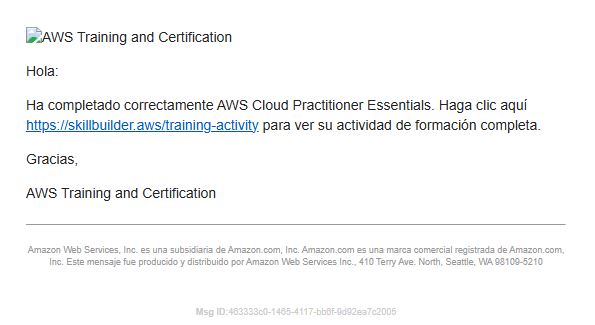 AWS Training and Certification
Hola:
Ha completado correctamente AWS Cloud Practitioner Essentials. Haga clic aquí
https://skillbuilder.aws/training-activity para ver su actividad de formación completa.
Gracias,
AWS Training and Certification
Amazon Web Services, Inc. es una subsidiaria de Amazon.com, Inc. Amazon.com es una marca comercial registrada de Amazon.com,
Inc. Este mensaje fue producido y distribuido por Amazon Web Services Inc., 410 Terry Ave. North, Seattle, WA 98109-5210
Msg ID:463333c0-1465-4117-bb6f-9d92ea7c2005